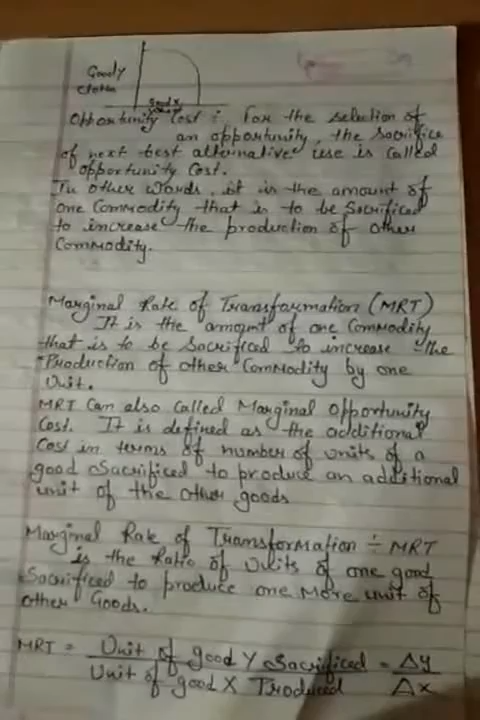 Good Y
Clothes
Good X
Opportunity Cost : For the selection of
an opportunity, the Sacrifice
of next best alternative use is Called
opportunity Cost.
In other words, it is the amount of
one Commodity that is to be Sacrificed
to increase the production of other
Commodity.
Marginal Rate of Transformation (MRT)
It is the amount of one Commodity
that is to be Sacrificed to increase the
Production of other Commodity by one
Unit.
MRT Can also called Marginal Opportunity
Cost. It is defined as the additional
Cost in terms of number of units of a
good Sacrificed to produce an additional
unit of the other goods
Marginal Rate of Transformation ÷ MRT
is the Ratio of Units of one good
Sacrificed to produce one More unit of
other Goods.
MRT = Unit of good Y Sacrificed = Δy
Unit of good X Produced Δx